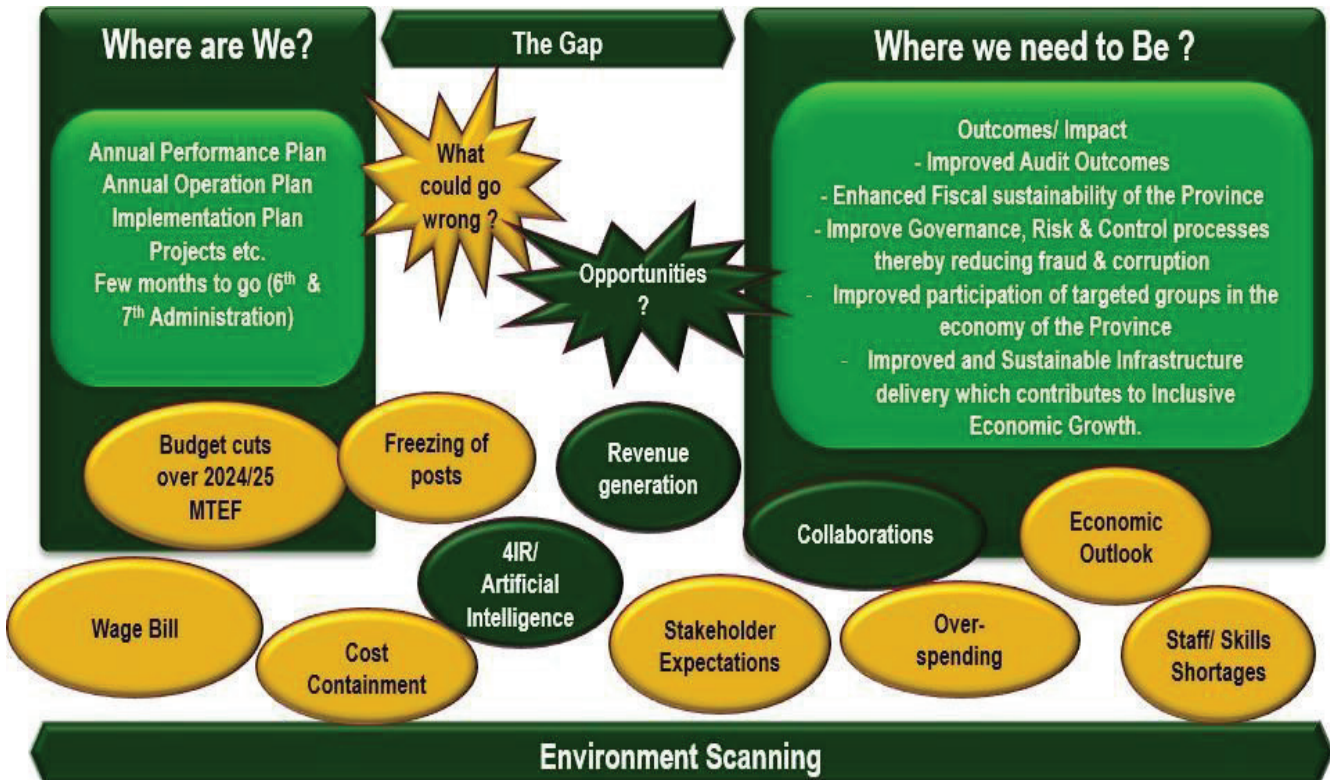 Where are We?
Annual Performance Plan
Annual Operation Plan
Implementation Plan
Projects etc.
Few months to go (6th &
7th Administration)
The Gap
What
could go
wrong ?
Opportunities
?
Where we need to Be ?
Outcomes/ Impact
- Improved Audit Outcomes
- Enhanced Fiscal sustainability of the Province
- Improve Governance, Risk & Control processes
thereby reducing fraud & corruption
- Improved participation of targeted groups in the
economy of the Province
- Improved and Sustainable Infrastructure
delivery which contributes to Inclusive
Economic Growth.
Budget cuts
over 2024/25
MTEF
Freezing of
posts
Revenue
generation
Collaborations
Economic
Outlook
Wage Bill
Cost
Containment
4IR/
Artificial
Intelligence
Stakeholder
Expectations
Over-
spending
Staff/ Skills
Shortages
Environment Scanning